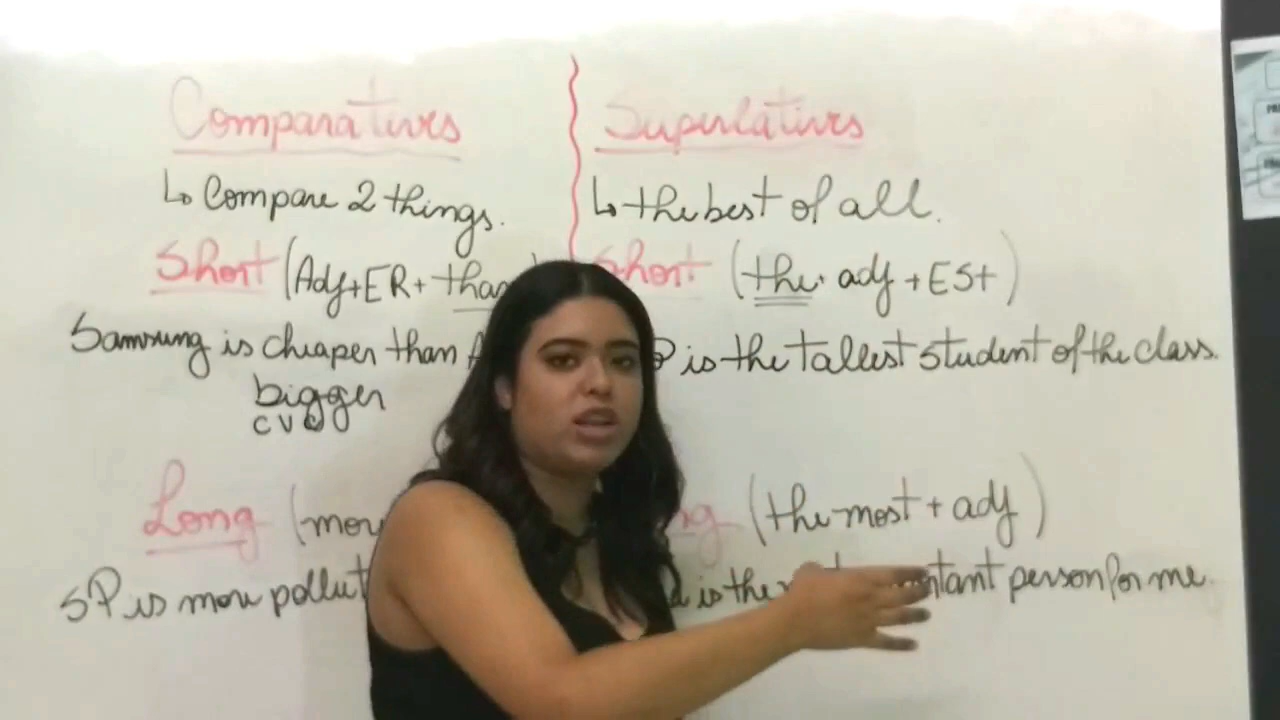 Comparatives
↳ Compare 2 things.
Short (Adj+ER+than
Samsung is cheaper than
bigger
CVC
Long (mor
SP is more pollut
Superlatives
↳ the best of all.
Short (the + adj + EST)
is the tallest student of the class.
(the most + adj)
is the person for me.